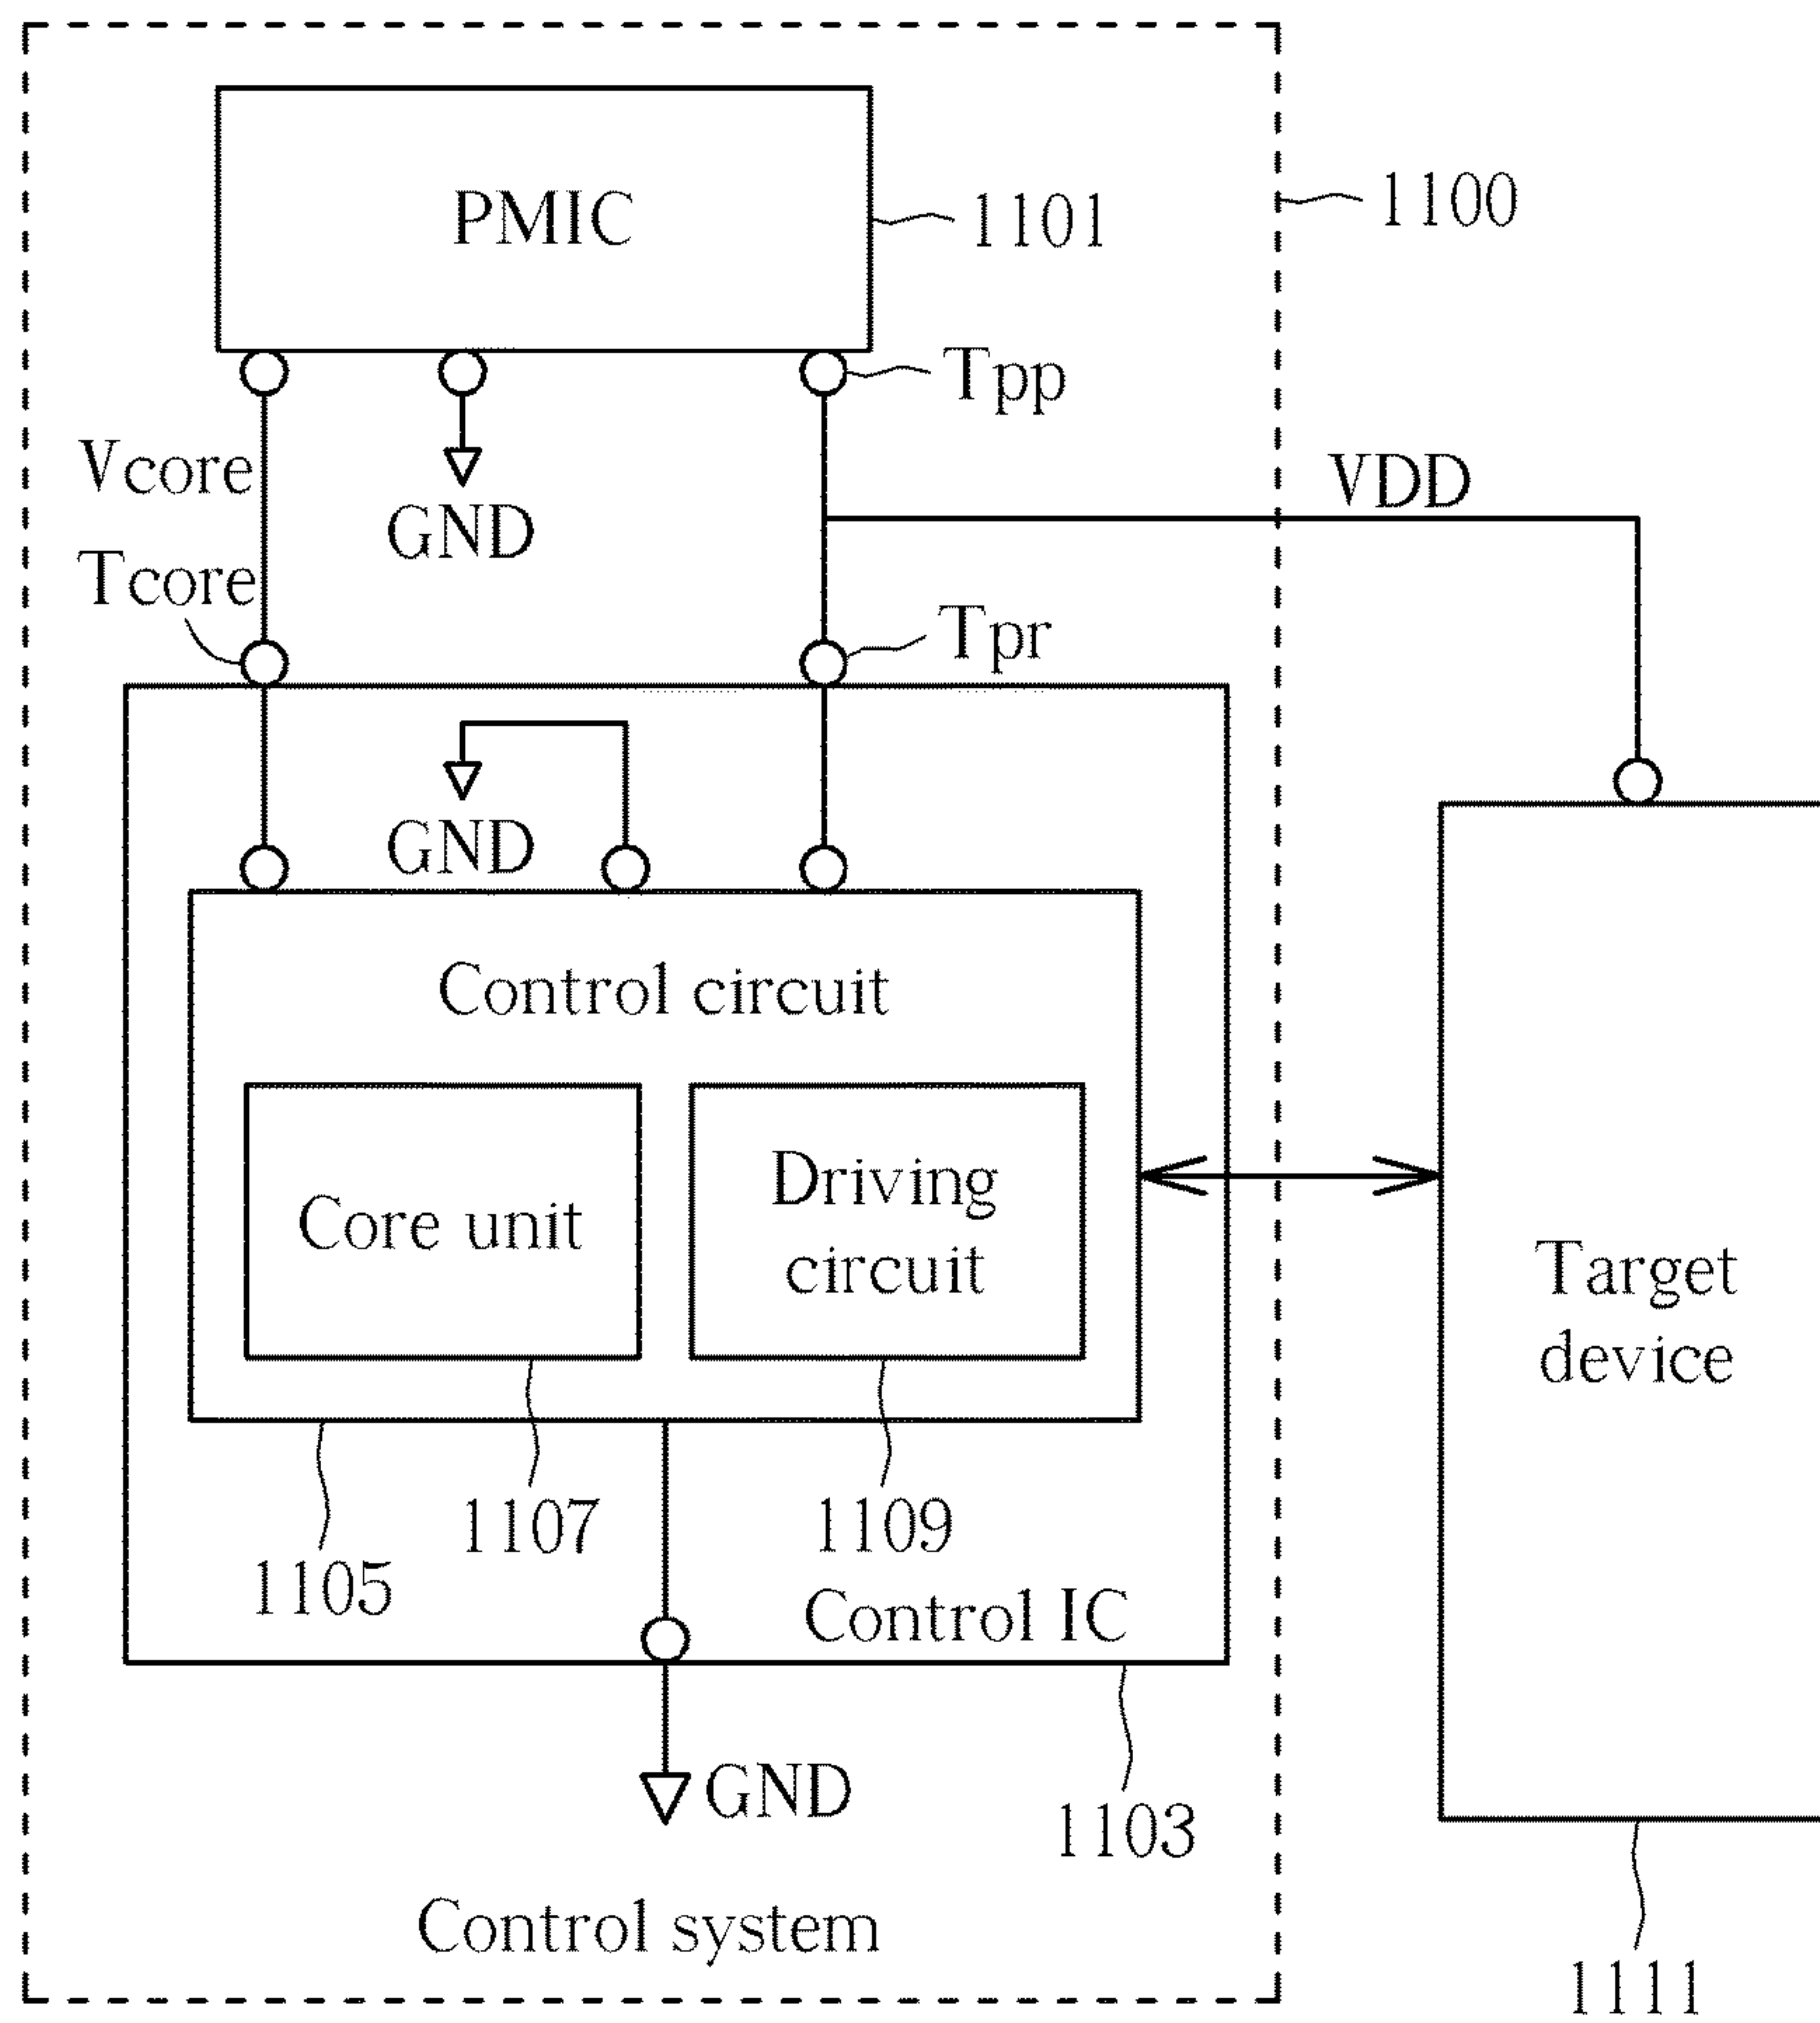 PMIC
1101
1100
Tpp
Vcore
GND
VDD
Tcore
Tpr
GND
Control circuit
Core unit
Driving
circuit
Target
device
1107
1109
1105
Control IC
GND
1103
Control system
1111